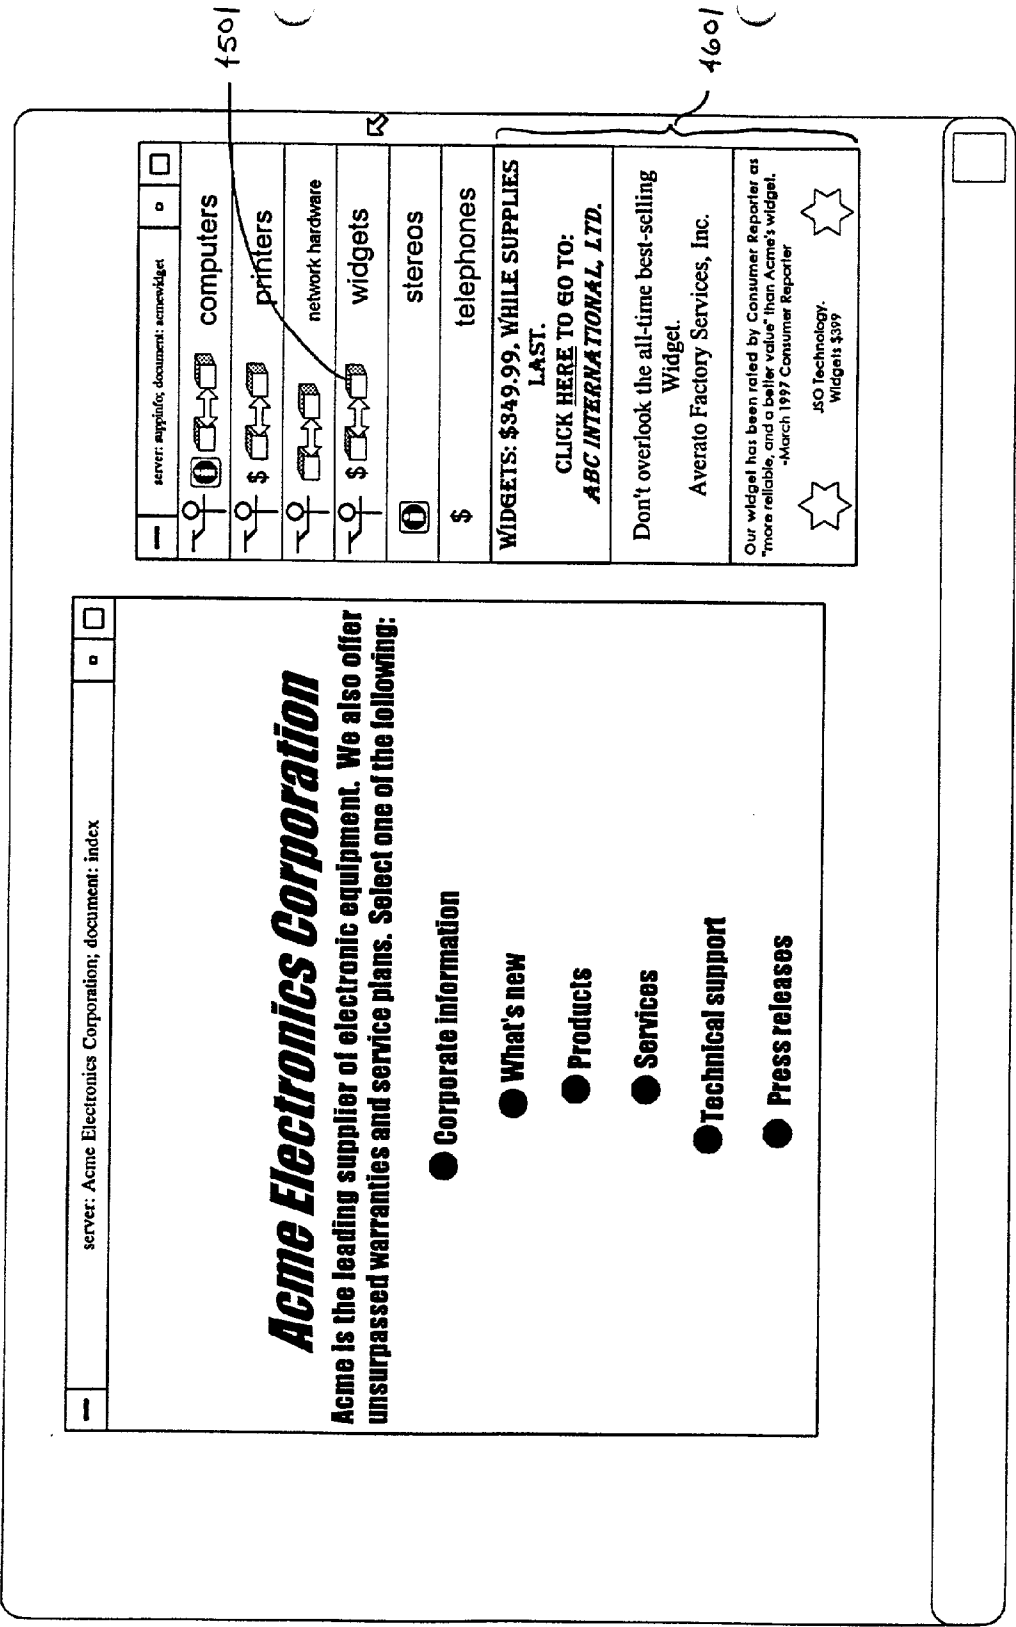 server: Acme Electronics Corporation; document: index
Acme Electronics Corporation
Acme is the leading supplier of electronic equipment. We also offer
unsurpassed warranties and service plans. Select one of the following:
Corporate information
What's new
Products
Services
Technical support
Press releases
server: suppinfo; document: acmewidget
computers
$ printers
network hardware
$ widgets
stereos
$ telephones
WIDGETS: $349.99, WHILE SUPPLIES
LAST.
CLICK HERE TO GO TO:
ABC INTERNATIONAL, LTD.
Don't overlook the all-time best-selling
Widget.
Averato Factory Services, Inc.
Our widget has been rated by Consumer Reporter as
"more reliable, and a better value" than Acme's widget.
-March 1997 Consumer Reporter
JSO Technology.
Widgets $399
4501
4601